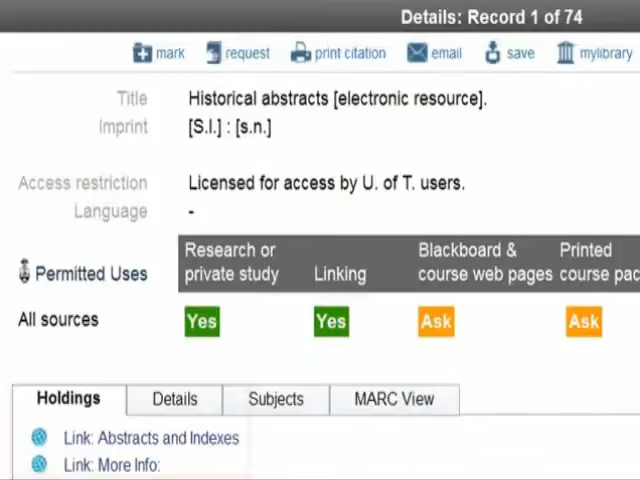 Details: Record 1 of 74
mark request print citation email save mylibrary
Title Historical abstracts [electronic resource].
Imprint [S.l.] : [s.n.]
Access restriction Licensed for access by U. of T. users.
Language -
Permitted Uses
Research or private study
Linking
Blackboard & course web pages
Printed course pac
All sources Yes Yes Ask Ask
Holdings Details Subjects MARC View
Link: Abstracts and Indexes
Link: More Info: